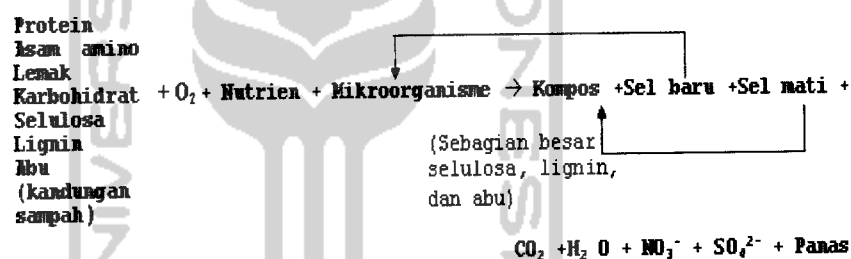 Protein
Asam amino
Lemak
Karbohidrat + O₂ + Nutrien + Mikroorganisme → Kompos +Sel baru +Sel mati +
Selulosa
Lignin
Abu
(kandungan
sampah)
(Sebagian besar
selulosa, lignin,
dan abu)
CO₂ +H₂ O + NO₃⁻ + SO₄²⁻ + Panas